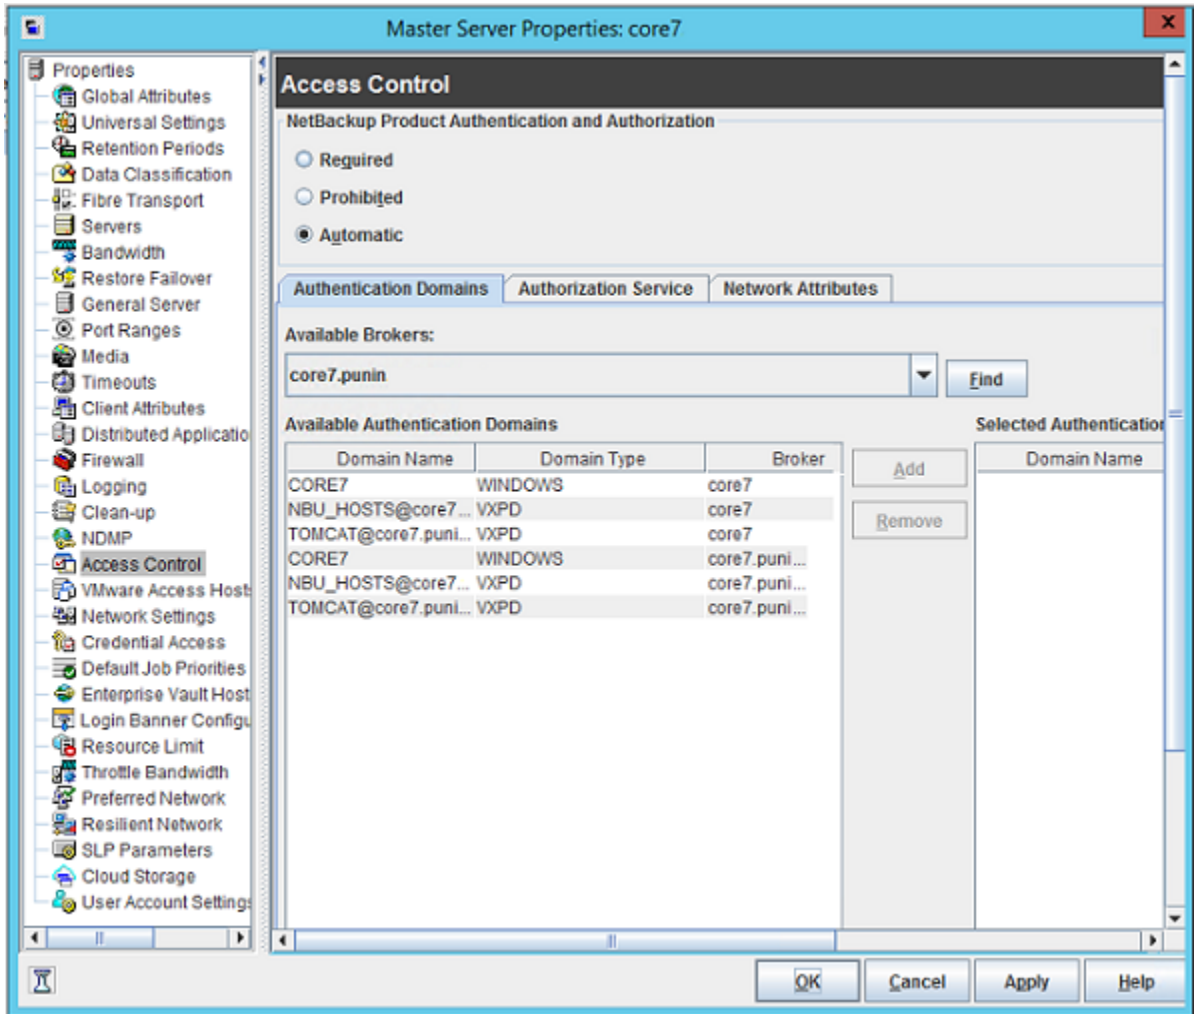 Master Server Properties: core7
x
Properties
Global Attributes
Universal Settings
Retention Periods
Data Classification
Fibre Transport
Servers
Bandwidth
Restore Failover
General Server
Port Ranges
Media
Timeouts
Client Attributes
Distributed Applicatio
Firewall
Logging
Clean-up
NDMP
Access Control
VMware Access Hosts
Network Settings
Credential Access
Default Job Priorities
Enterprise Vault Host
Login Banner Configu
Resource Limit
Throttle Bandwidth
Preferred Network
Resilient Network
SLP Parameters
Cloud Storage
User Account Settings
Access Control
NetBackup Product Authentication and Authorization
Required
Prohibited
Automatic
Authentication Domains Authorization Service Network Attributes
Available Brokers:
core7.punin Find
Available Authentication Domains Selected Authentication
Domain Name Domain Type Broker Add Domain Name
CORE7 WINDOWS core7
NBU_HOSTS@core7... VXPD core7 Remove
TOMCAT@core7.puni... VXPD core7
CORE7 WINDOWS core7.puni...
NBU_HOSTS@core7... VXPD core7.puni...
TOMCAT@core7.puni... VXPD core7.puni...
OK Cancel Apply Help